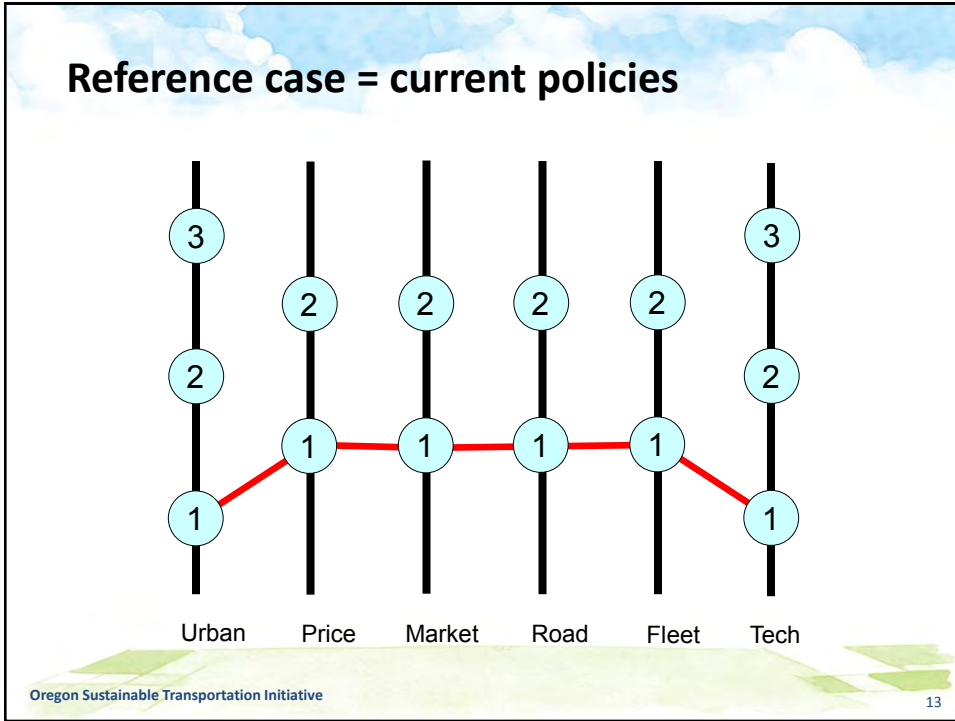 Reference case = current policies
3 3
2 2 2 2
2 2
1 1 1 1
1 1
Urban Price Market Road Fleet Tech
Oregon Sustainable Transportation Initiative
13